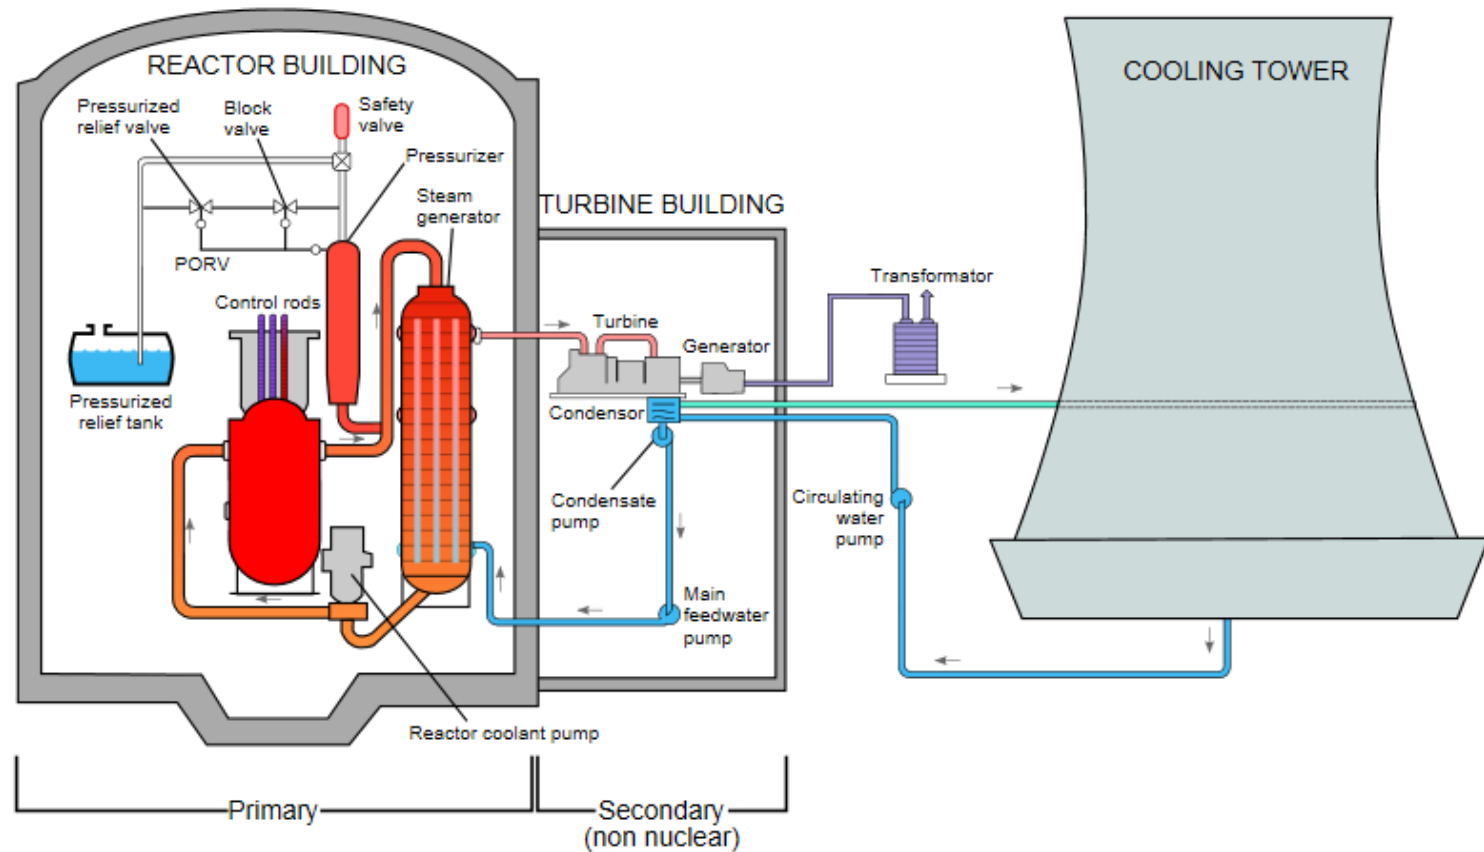 REACTOR BUILDING
COOLING TOWER
Pressurized
relief valve
Block
valve
Safety
valve
Pressurizer
Steam
generator
TURBINE BUILDING
PORV
Control rods
Transformator
Turbine
Generator
Pressurized
relief tank
Condensor
Condensate
pump
Circulating
water
pump
Main
feedwater
pump
Reactor coolant pump
Primary
Secondary
(non nuclear)